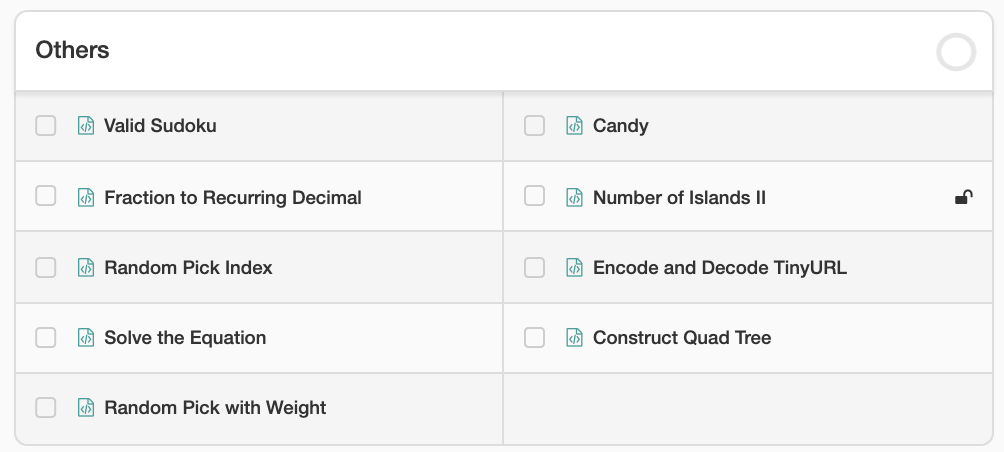 Others
Valid Sudoku
Candy
Fraction to Recurring Decimal
Number of Islands II
Random Pick Index
Encode and Decode TinyURL
Solve the Equation
Construct Quad Tree
Random Pick with Weight